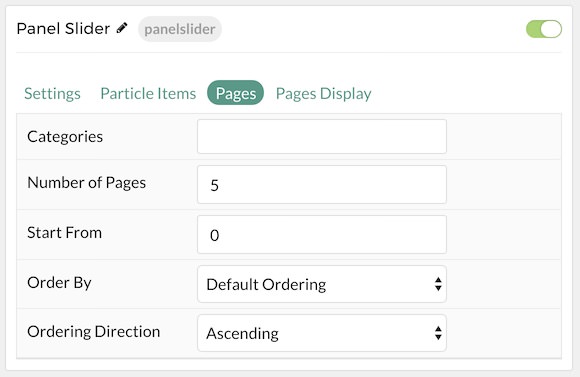 Panel Slider panelslider
Settings Particle Items Pages Pages Display
Categories
Number of Pages 5
Start From 0
Order By Default Ordering
Ordering Direction Ascending